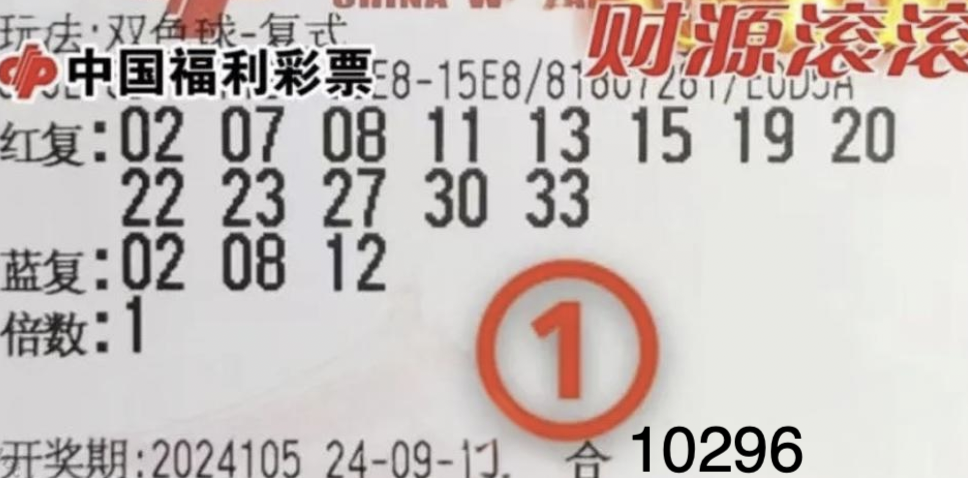 玩法:双色球-复式
财源滚滚
中国福利彩票
E8-15E8/81807261/E0D5A
红复:02 07 08 11 13 15 19 20
22 23 27 30 33
蓝复:02 08 12
倍数:1
1
开奖期:2024105 24-09- 合 10296